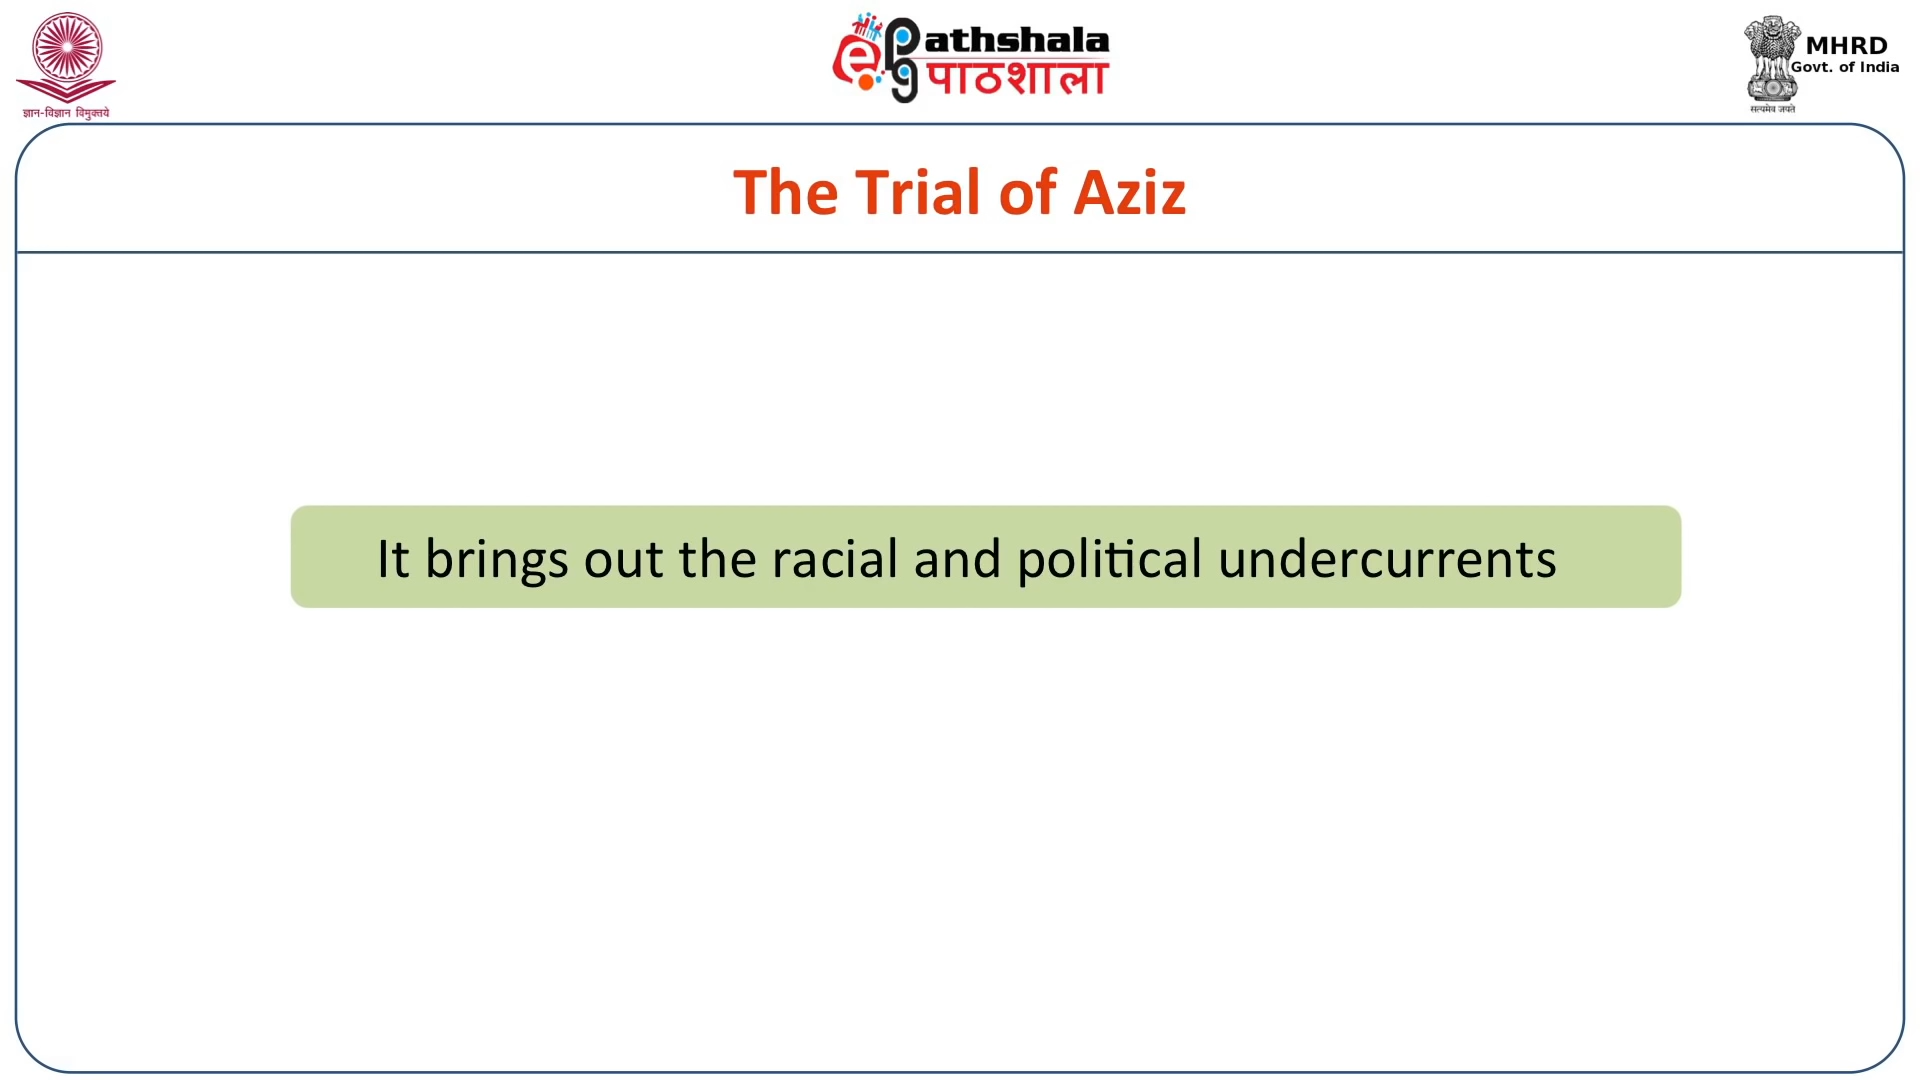 ज्ञान-विज्ञान विमुक्तये
e pg Pathshala
पाठशाला
MHRD
Govt. of India
सत्यमेव जयते
The Trial of Aziz
It brings out the racial and political undercurrents